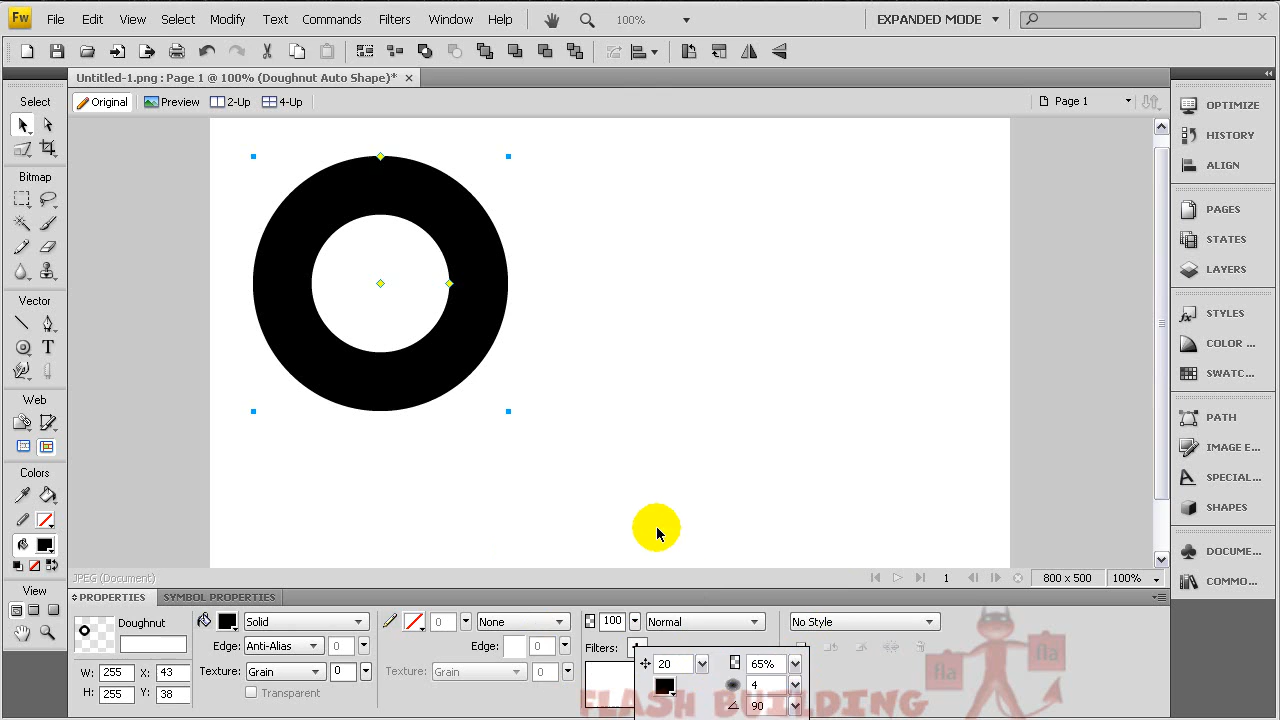 Fw File Edit View Select Modify Text Commands Filters Window Help 100% EXPANDED MODE
Untitled-1.png : Page 1 @ 100% (Doughnut Auto Shape)*
Original Preview 2-Up 4-Up Page 1
Select
Bitmap
Vector
T
Web
Colors
View
OPTIMIZE
HISTORY
ALIGN
PAGES
STATES
LAYERS
STYLES
COLOR ...
SWATC...
PATH
IMAGE E...
SPECIAL...
SHAPES
DOCUME...
COMMO...
JPEG (Document) 1 800 x 500 100%
PROPERTIES SYMBOL PROPERTIES
Doughnut Solid 0 None 100 Normal No Style
Edge: Anti-Alias 0 Edge: 0 Filters:
W: 255 X: 43 Texture: Grain 0 Texture: Grain 0 20 65%
H: 255 Y: 38 Transparent 4
90
fla fla
FLASH BUILDING